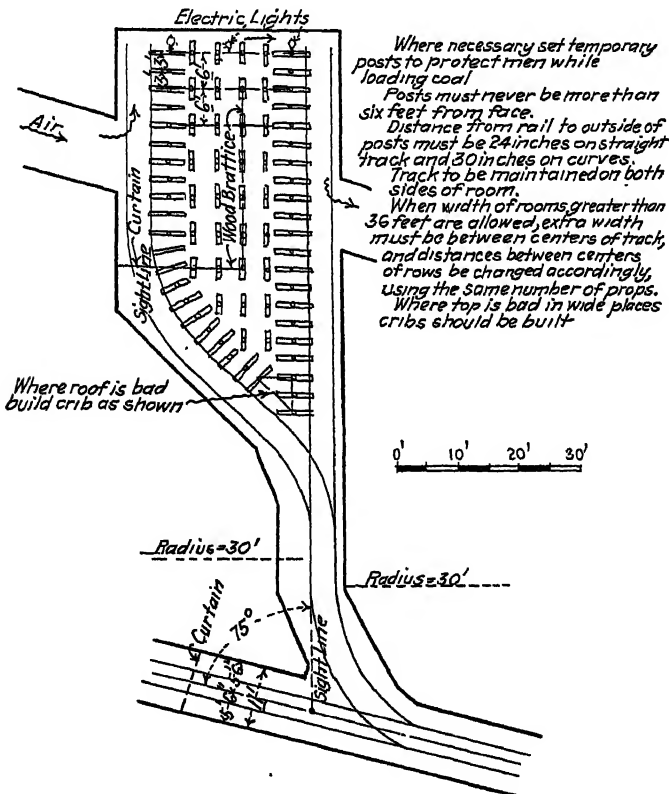 Electric Lights
Where necessary set temporary
posts to protect men while
loading coal
Posts must never be more than
six feet from face.
Distance from rail to outside of
posts must be 24 inches on straight
track and 30 inches on curves.
Track to be maintained on both
sides of room.
When width of rooms greater than
36 feet are allowed, extra width
must be between centers of track,
and distances between centers
of rows be changed accordingly,
using the same number of props.
Where top is bad in wide places
cribs should be built
Air
3'
3'
6'
6'
Wood Brattice
Curtain
Sight line
Where roof is bad
build crib as shown
0' 10' 20' 30'
Radius=30'
Radius=30'
Curtain
75°
Sight line